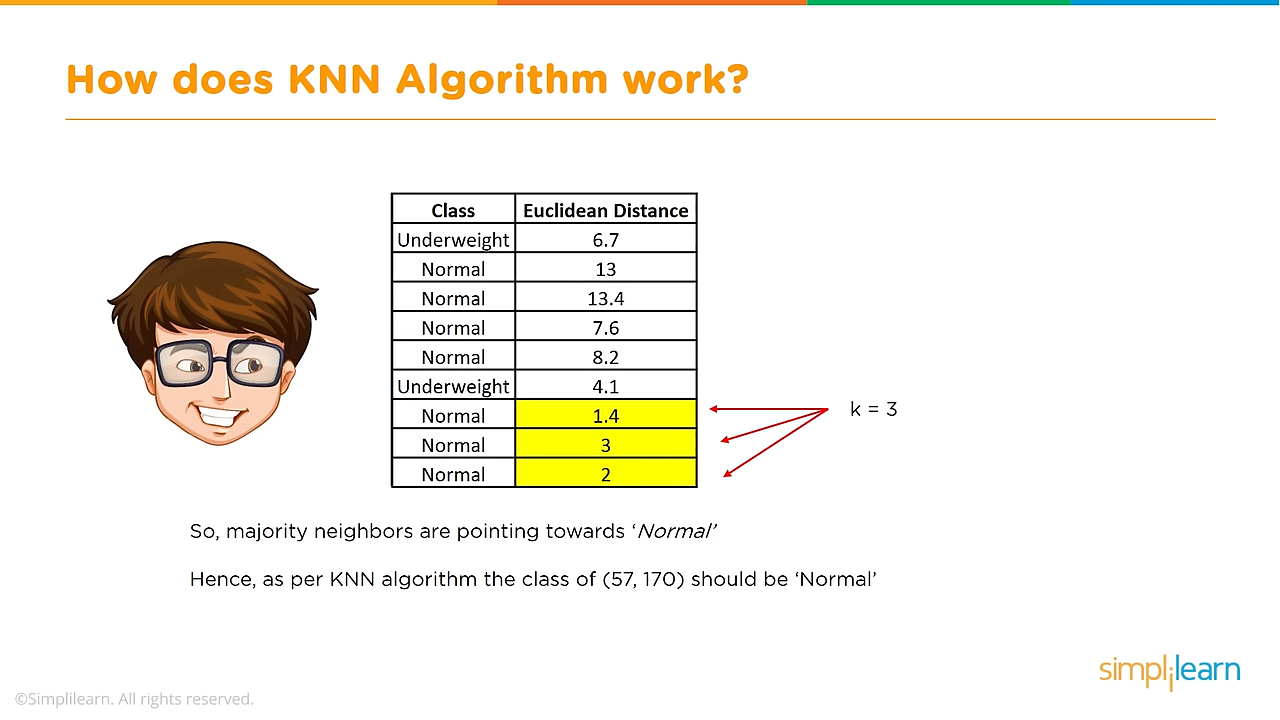 How does KNN Algorithm work?
Class Euclidean Distance
Underweight 6.7
Normal 13
Normal 13.4
Normal 7.6
Normal 8.2
Underweight 4.1
Normal 1.4
k = 3
Normal 3
Normal 2
So, majority neighbors are pointing towards ‘Normal’
Hence, as per KNN algorithm the class of (57, 170) should be ‘Normal’
simplilearn
©Simplilearn. All rights reserved.